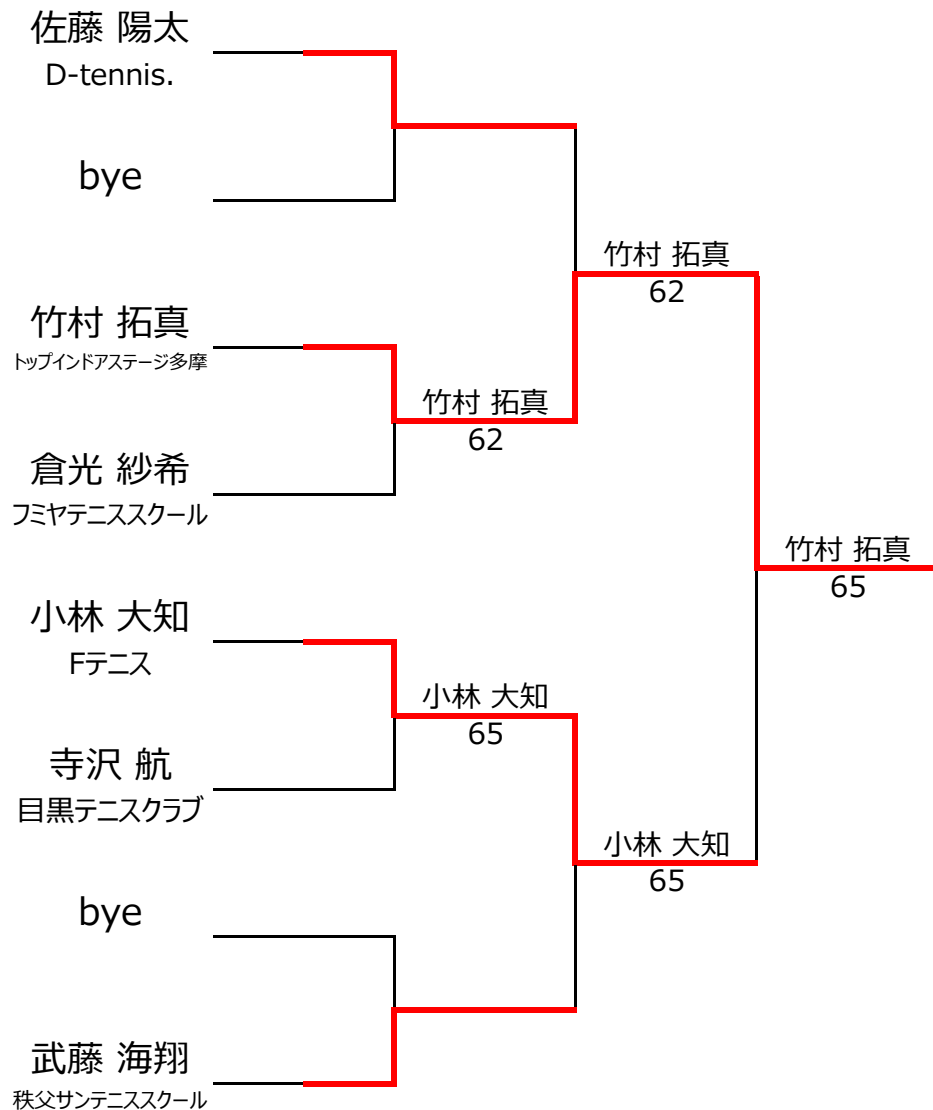 佐藤 陽太
D-tennis.
bye
竹村 拓真
62
竹村 拓真
トップインドアステージ多摩
竹村 拓真
62
倉光 紗希
フミヤテニススクール
竹村 拓真
65
小林 大知
Fテニス
小林 大知
65
寺沢 航
目黒テニスクラブ
小林 大知
65
bye
武藤 海翔
秩父サンテニススクール